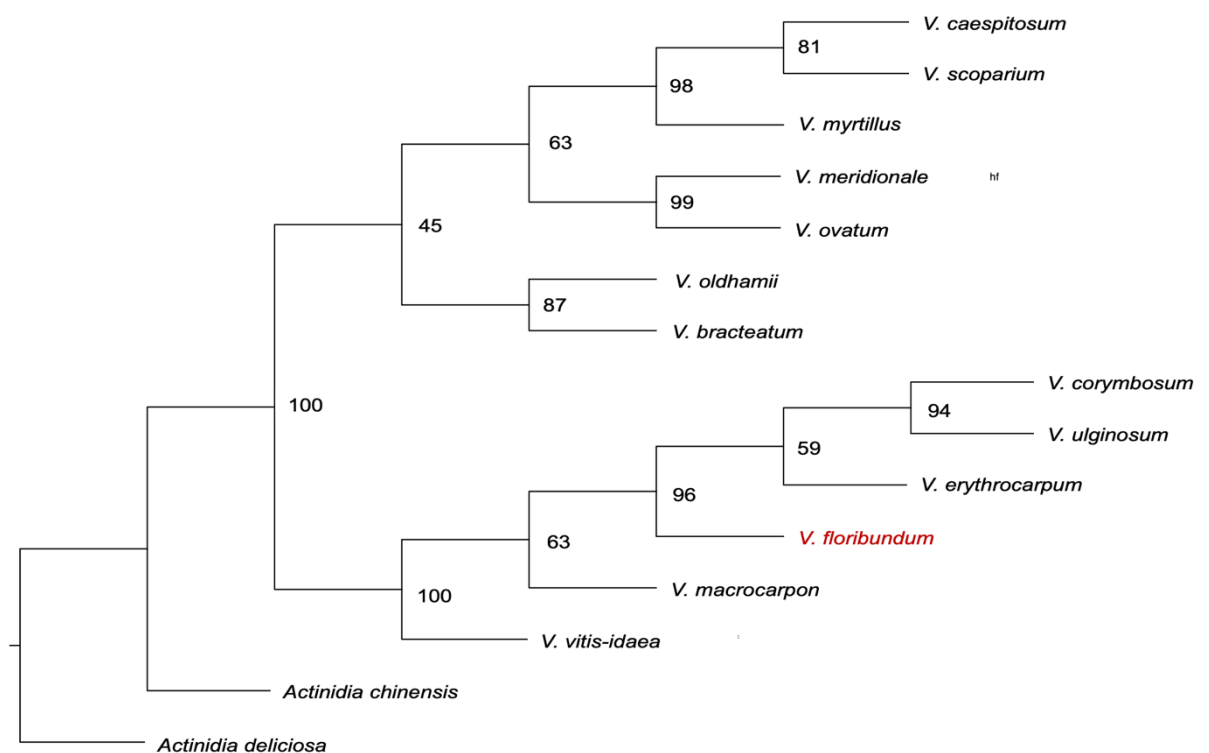 V. caespitosum
81
V. scoparium
98
V. myrtillus
63
V. meridionale hf
99
V. ovatum
45
V. oldhamii
87
V. bracteatum
V. corymbosum
100
94
V. ulginosum
59
V. erythrocarpum
96
V. floribundum
63
V. macrocarpon
100
V. vitis-idaea
Actinidia chinensis
Actinidia deliciosa